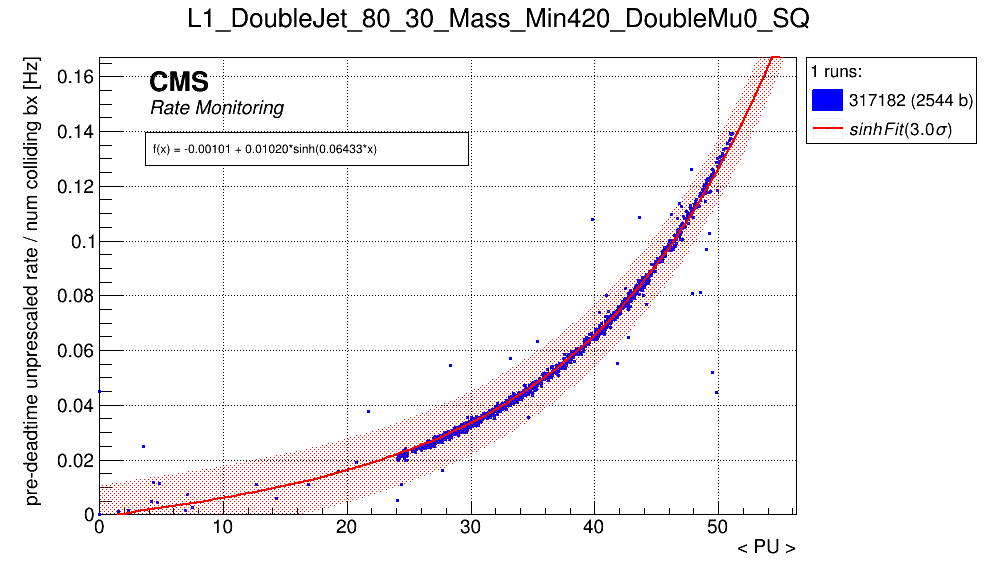 L1_DoubleJet_80_30_Mass_Min420_DoubleMu0_SQ
pre-deadtime unprescaled rate / num colliding bx [Hz]
CMS
Rate Monitoring
f(x) = -0.00101 + 0.01020*sinh(0.06433*x)
0.16
0.14
0.12
0.1
0.08
0.06
0.04
0.02
0
0 10 20 30 40 50
< PU >
1 runs:
317182 (2544 b)
sinhFit(3.0σ)